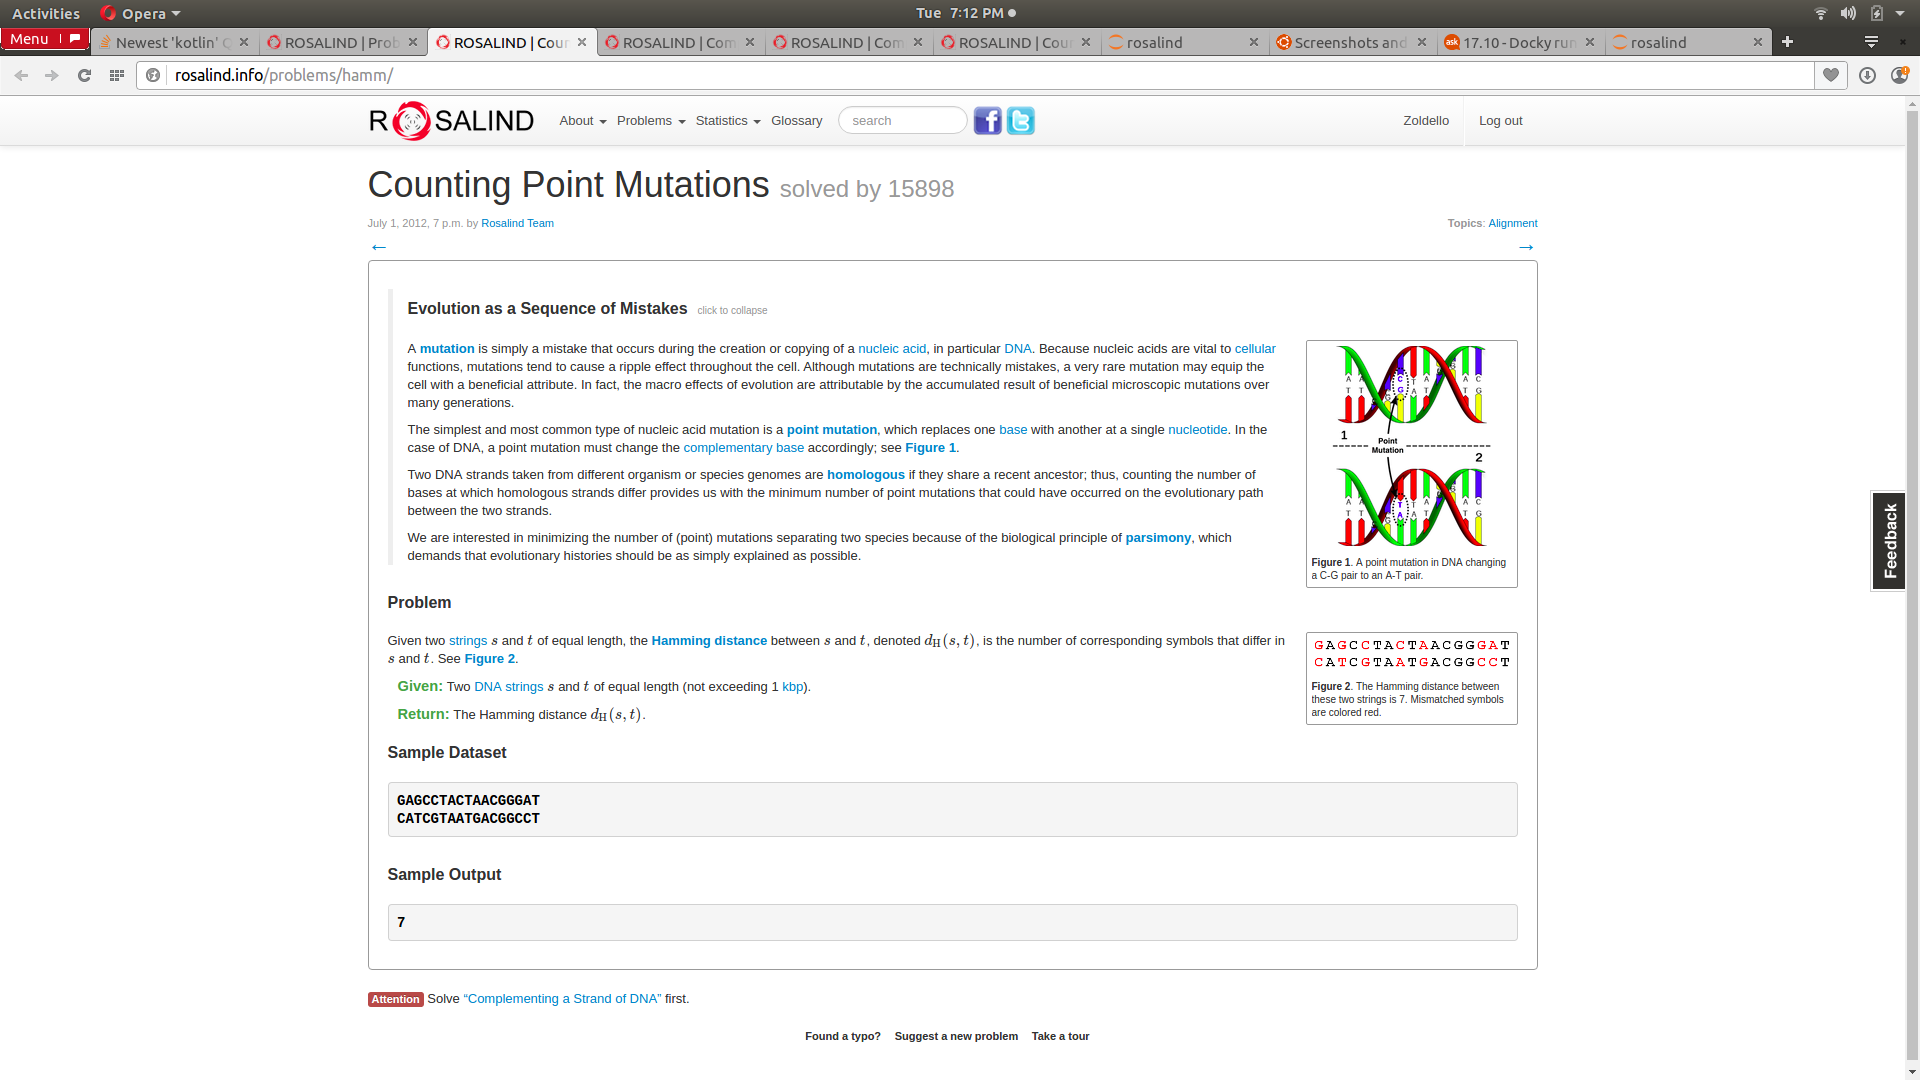 Activities Opera Tue 7:12 PM
Menu Newest 'kotlin' ROSALIND | Prob ROSALIND | Coun ROSALIND | Com ROSALIND | Com ROSALIND | Coun rosalind Screenshots and 17.10 - Docky run rosalind
rosalind.info/problems/hamm/
ROSALIND About Problems Statistics Glossary search Zoldello Log out
Counting Point Mutations solved by 15898
July 1, 2012, 7 p.m. by Rosalind Team Topics: Alignment
← →
Evolution as a Sequence of Mistakes click to collapse
A mutation is simply a mistake that occurs during the creation or copying of a nucleic acid, in particular DNA. Because nucleic acids are vital to cellular
functions, mutations tend to cause a ripple effect throughout the cell. Although mutations are technically mistakes, a very rare mutation may equip the
cell with a beneficial attribute. In fact, the macro effects of evolution are attributable by the accumulated result of beneficial microscopic mutations over
many generations.
The simplest and most common type of nucleic acid mutation is a point mutation, which replaces one base with another at a single nucleotide. In the
case of DNA, a point mutation must change the complementary base accordingly; see Figure 1.
Two DNA strands taken from different organism or species genomes are homologous if they share a recent ancestor; thus, counting the number of
bases at which homologous strands differ provides us with the minimum number of point mutations that could have occurred on the evolutionary path
between the two strands.
We are interested in minimizing the number of (point) mutations separating two species because of the biological principle of parsimony, which
demands that evolutionary histories should be as simply explained as possible.
1
Point
Mutation
2
Figure 1. A point mutation in DNA changing
a C-G pair to an A-T pair.
Feedback
Problem
Given two strings s and t of equal length, the Hamming distance between s and t, denoted dH(s, t), is the number of corresponding symbols that differ in
s and t. See Figure 2.
Given: Two DNA strings s and t of equal length (not exceeding 1 kbp).
Return: The Hamming distance dH(s, t).
GAGCCTACTAACGGGAT
CATCGTAATGACGGCCT
Figure 2. The Hamming distance between
these two strings is 7. Mismatched symbols
are colored red.
Sample Dataset
GAGCCTACTAACGGGAT
CATCGTAATGACGGCCT
Sample Output
7
Attention Solve “Complementing a Strand of DNA” first.
Found a typo? Suggest a new problem Take a tour